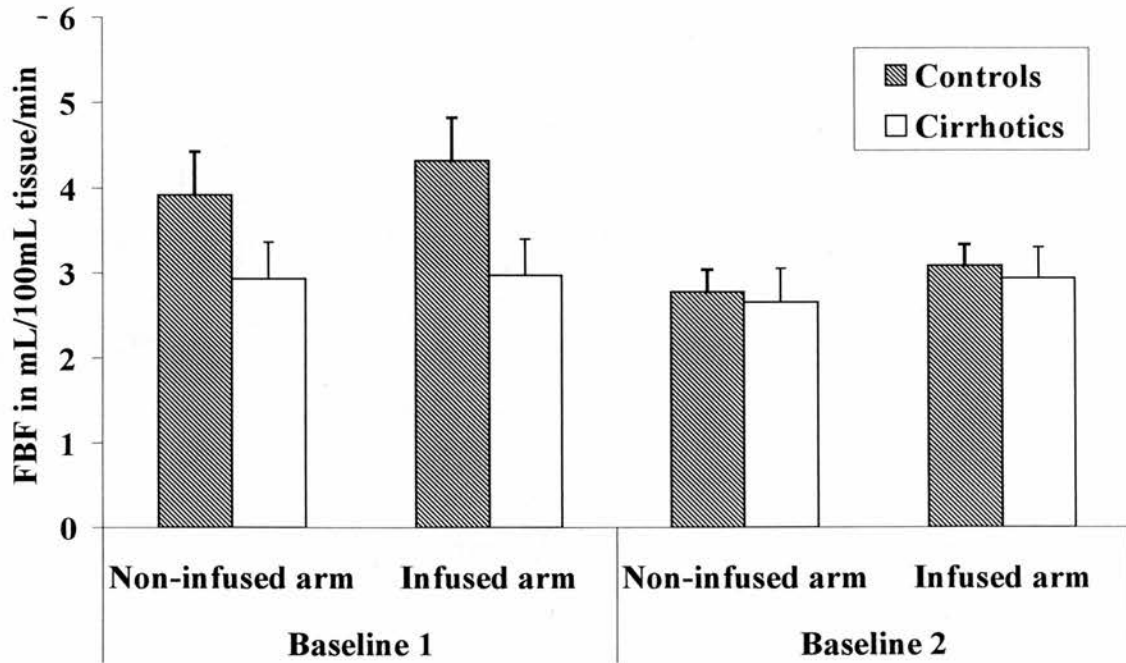 FBF in mL/100mL tissue/min
6
5
4
3
2
1
0
Controls
Cirrhotics
Non-infused arm Infused arm Non-infused arm Infused arm
Baseline 1 Baseline 2